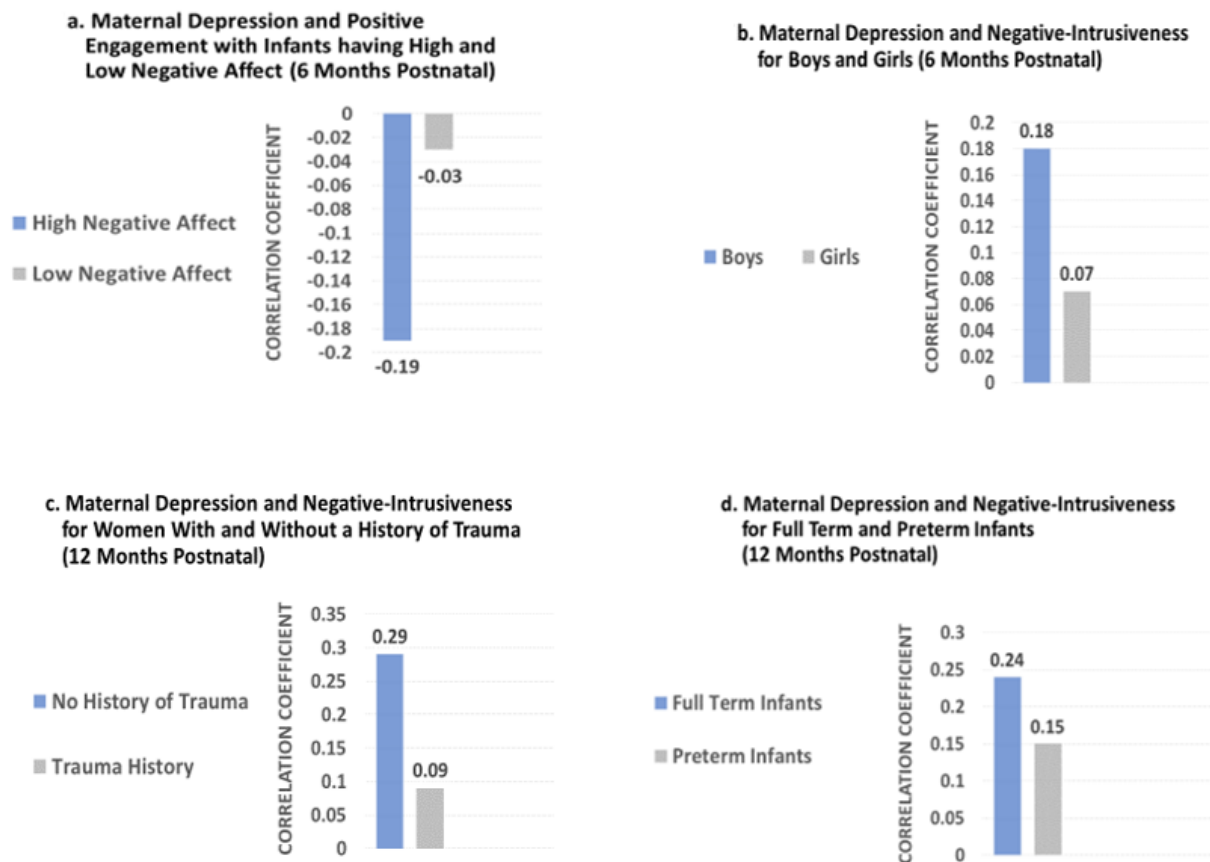 a. Maternal Depression and Positive
Engagement with Infants having High and
Low Negative Affect (6 Months Postnatal)
High Negative Affect
Low Negative Affect
CORRELATION COEFFICIENT
0
-0.02
-0.04
-0.06
-0.08
-0.1
-0.12
-0.14
-0.16
-0.18
-0.2
-0.03
-0.19
b. Maternal Depression and Negative-Intrusiveness
for Boys and Girls (6 Months Postnatal)
Boys
Girls
CORRELATION COEFFICIENT
0.2
0.18
0.16
0.14
0.12
0.1
0.08
0.06
0.04
0.02
0
0.18
0.07
c. Maternal Depression and Negative-Intrusiveness
for Women With and Without a History of Trauma
(12 Months Postnatal)
No History of Trauma
Trauma History
CORRELATION COEFFICIENT
0.35
0.3
0.25
0.2
0.15
0.1
0.05
0
0.29
0.09
d. Maternal Depression and Negative-Intrusiveness
for Full Term and Preterm Infants
(12 Months Postnatal)
Full Term Infants
Preterm Infants
CORRELATION COEFFICIENT
0.3
0.25
0.2
0.15
0.1
0.05
0
0.24
0.15